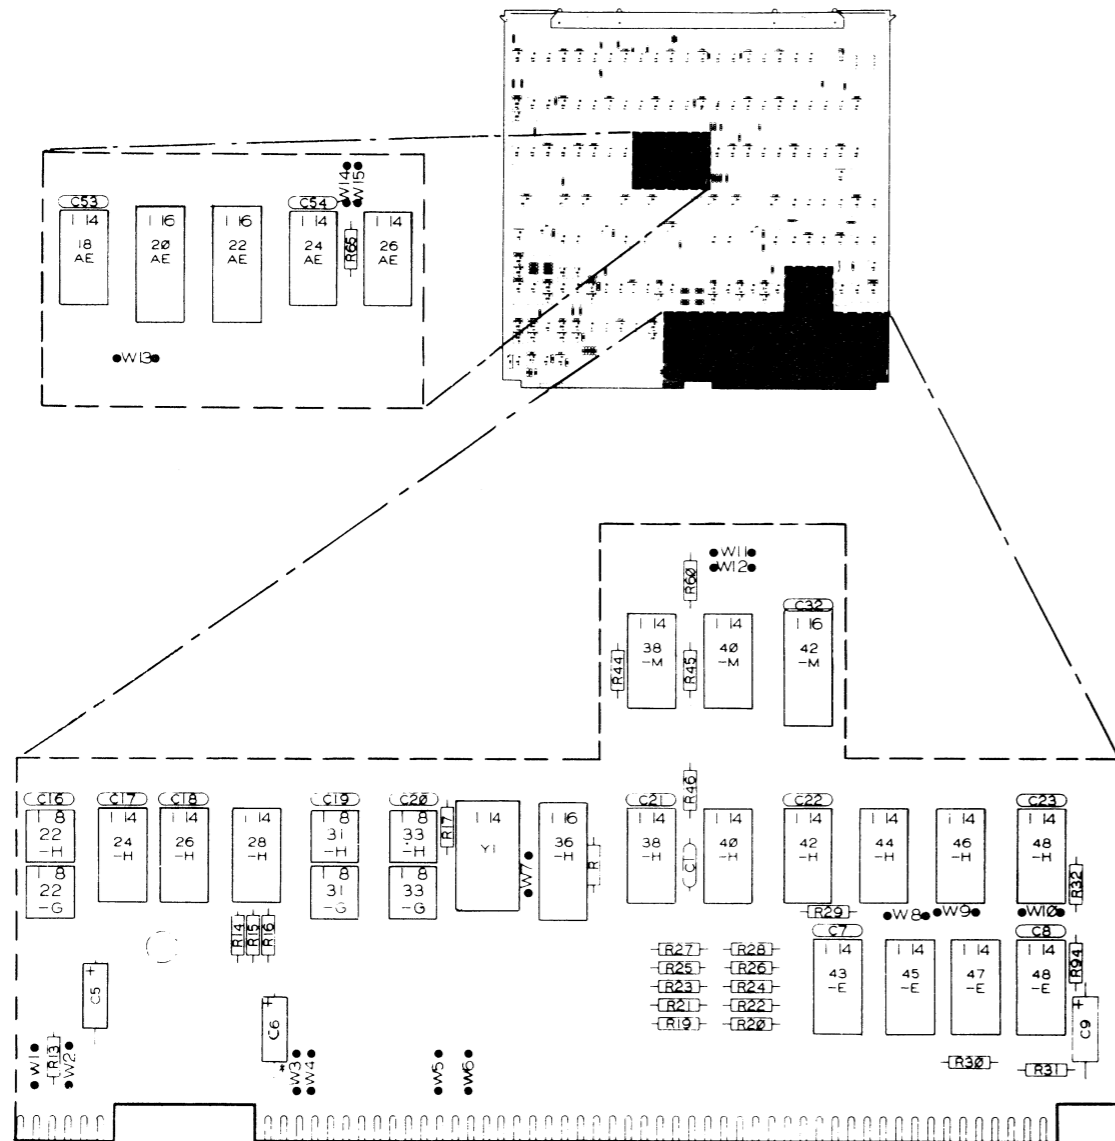 W14
W15
C53
C54
1 14
18
AE
1 16
20
AE
1 16
22
AE
1 14
24
AE
R65
1 14
26
AE
W13
W11
W12
R60
C32
1 14
38
-M
1 14
40
-M
1 16
42
-M
R44
R45
R46
C16
C17
C18
C19
C20
C21
C22
C23
1 8
22
-H
1 14
24
-H
1 14
26
-H
1 14
28
-H
1 8
31
-H
1 8
33
-H
R17
1 14
Y1
W7
1 16
36
-H
R
1 14
38
-H
C1
1 14
40
-H
1 14
42
-H
1 14
44
-H
1 14
46
-H
1 14
48
-H
R32
1 8
22
-G
1 8
31
-G
1 8
33
-G
R29
W8
W9
W10
R14
R15
R16
C7
C8
R27
R28
R25
R26
R23
R24
R21
R22
R19
R20
1 14
43
-E
1 14
45
-E
1 14
47
-E
1 14
48
-E
R94
+
C5
+
C6
*
+
C9
W1
R13
W2
W3
W4
W5
W6
R30
R31